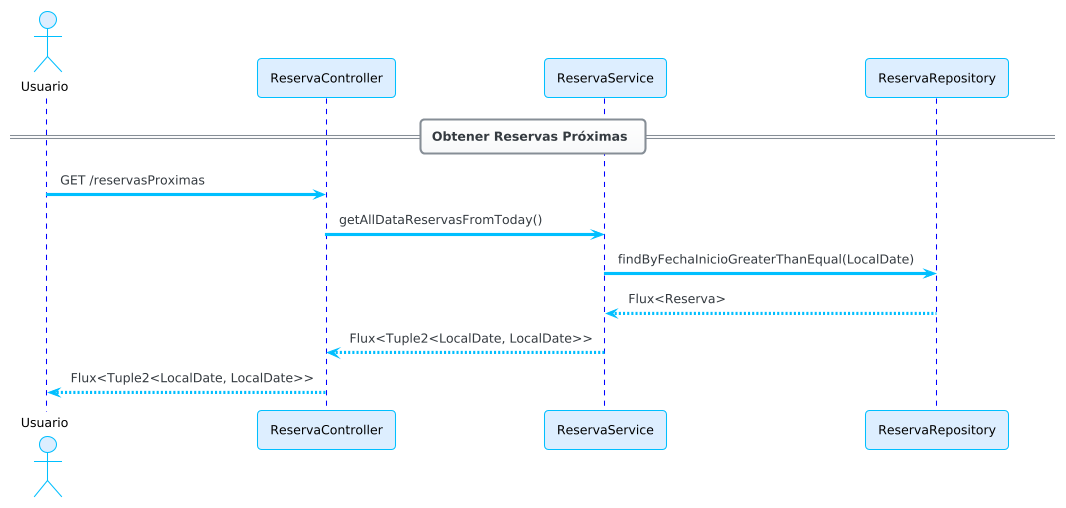 Usuario
ReservaController
ReservaService
ReservaRepository
Obtener Reservas Próximas
GET /reservasProximas
getAllDataReservasFromToday()
findByFechaInicioGreaterThanEqual(LocalDate)
Flux<Reserva>
Flux<Tuple2<LocalDate, LocalDate>>
Flux<Tuple2<LocalDate, LocalDate>>
Usuario
ReservaController
ReservaService
ReservaRepository